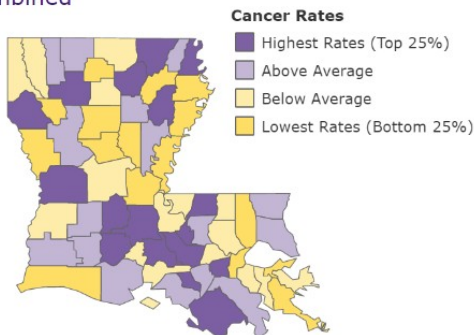 Cancer Rates
Highest Rates (Top 25%)
Above Average
Below Average
Lowest Rates (Bottom 25%)